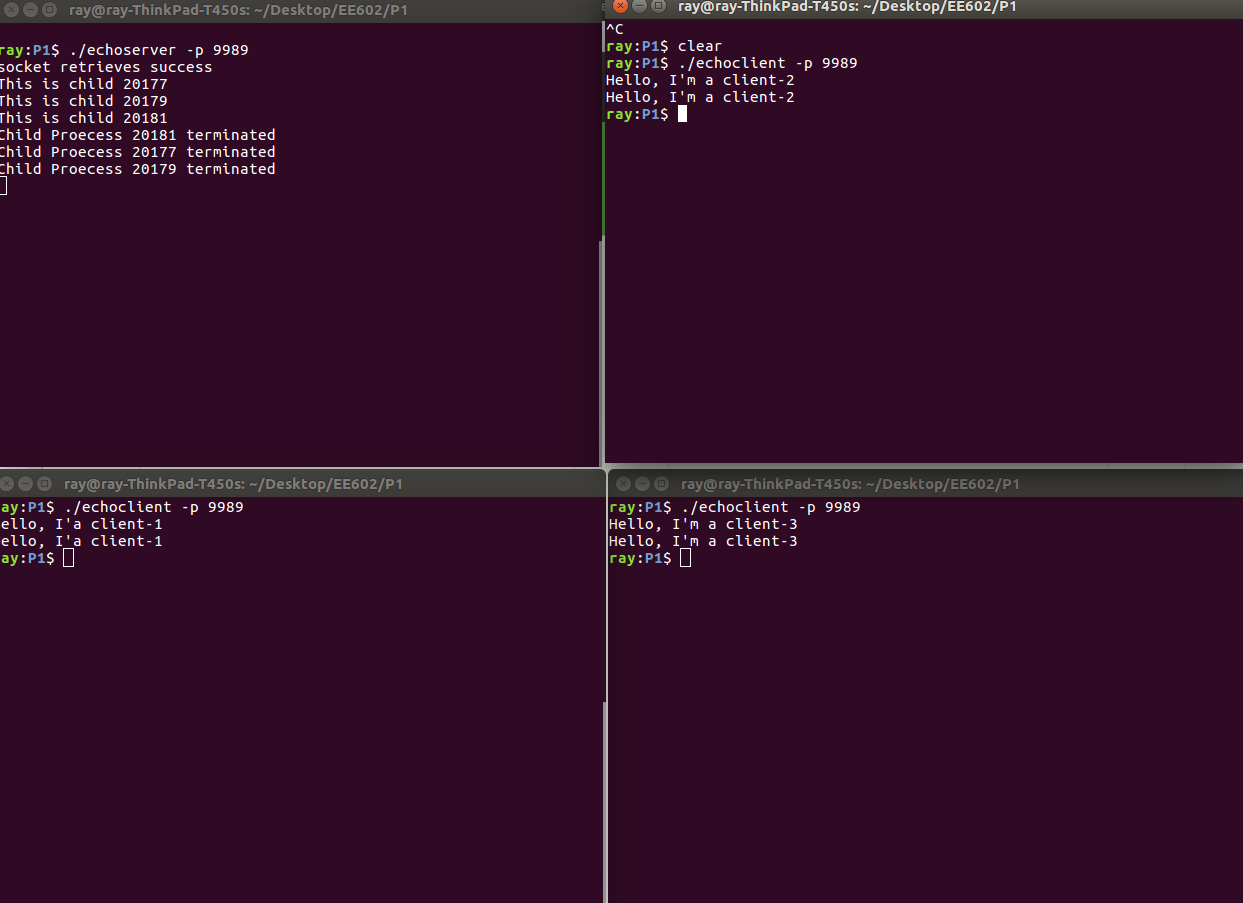 ray@ray-ThinkPad-T450s: ~/Desktop/EE602/P1
ray:P1$ ./echoserver -p 9989
socket retrieves success
This is child 20177
This is child 20179
This is child 20181
Child Proecess 20181 terminated
Child Proecess 20177 terminated
Child Proecess 20179 terminated
ray@ray-ThinkPad-T450s: ~/Desktop/EE602/P1
^C
ray:P1$ clear
ray:P1$ ./echoclient -p 9989
Hello, I'm a client-2
Hello, I'm a client-2
ray:P1$
ray@ray-ThinkPad-T450s: ~/Desktop/EE602/P1
ay:P1$ ./echoclient -p 9989
ello, I'a client-1
ello, I'a client-1
ay:P1$
ray@ray-ThinkPad-T450s: ~/Desktop/EE602/P1
ray:P1$ ./echoclient -p 9989
Hello, I'm a client-3
Hello, I'm a client-3
ray:P1$